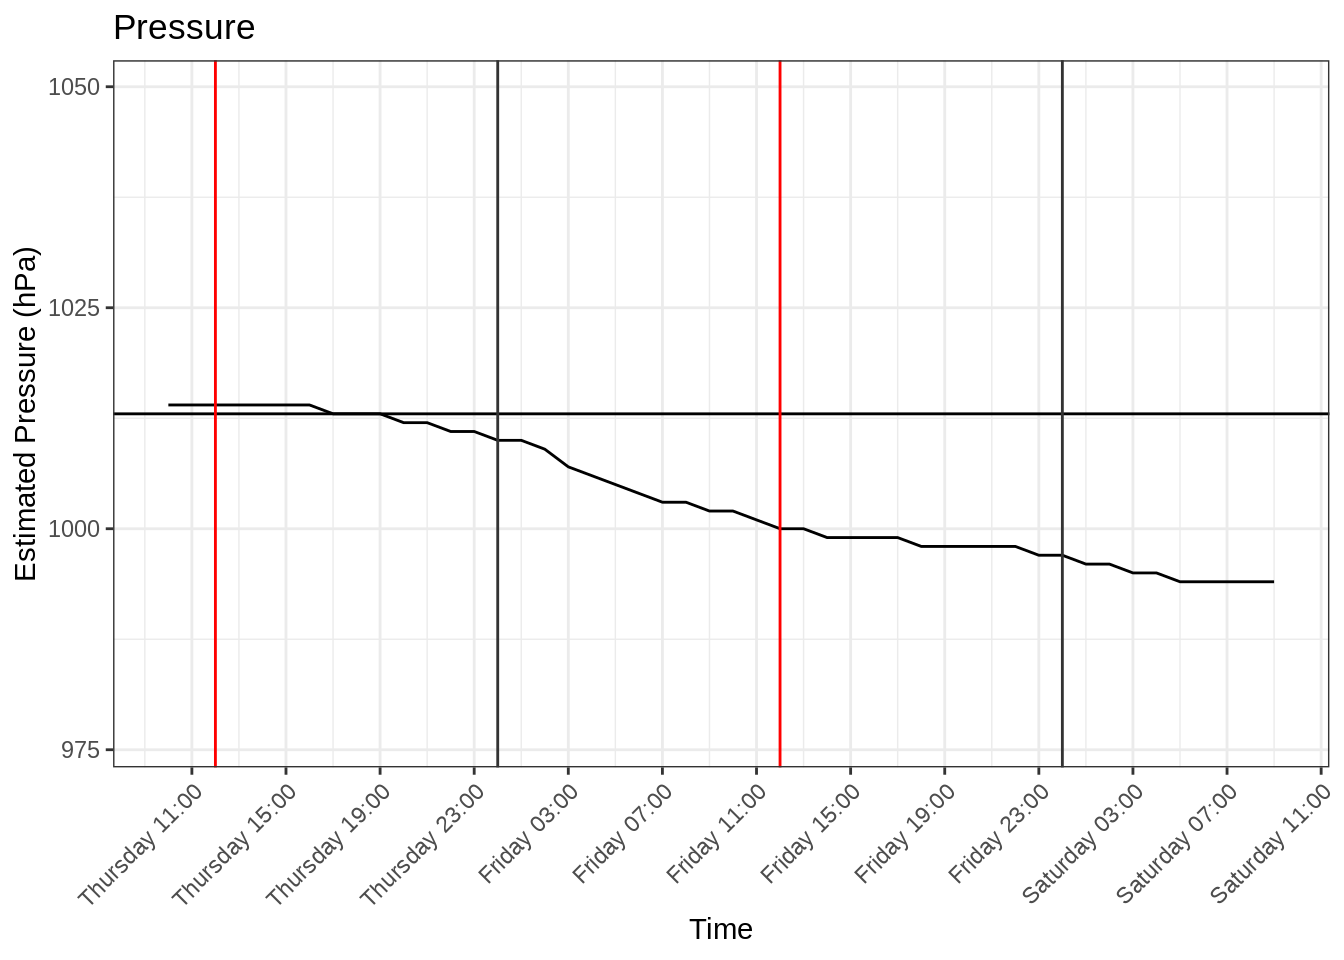 Pressure
Estimated Pressure (hPa)
1050
1025
1000
975
Thursday 11:00
Thursday 15:00
Thursday 19:00
Thursday 23:00
Friday 03:00
Friday 07:00
Friday 11:00
Friday 15:00
Friday 19:00
Friday 23:00
Saturday 03:00
Saturday 07:00
Saturday 11:00
Time